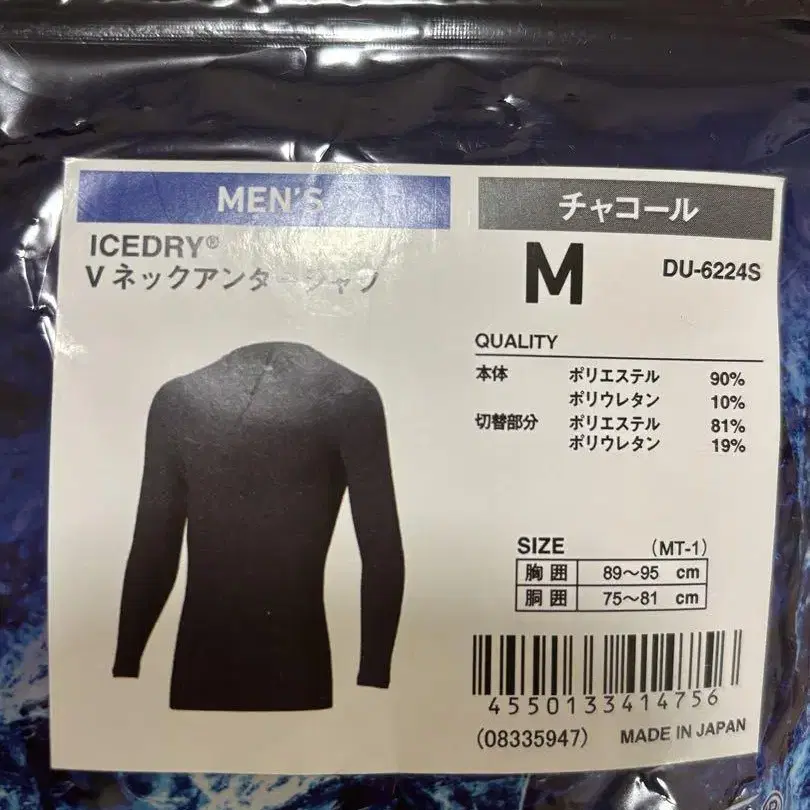 MEN'S
チャコール
ICEDRY®
Vネックアンダーシャツ
M
DU-6224S
QUALITY
本体 ポリエステル 90%
ポリウレタン 10%
切替部分 ポリエステル 81%
ポリウレタン 19%
SIZE (MT-1)
胸囲 89〜95 cm
胴囲 75〜81 cm
4550133414756
(08335947) MADE IN JAPAN
®